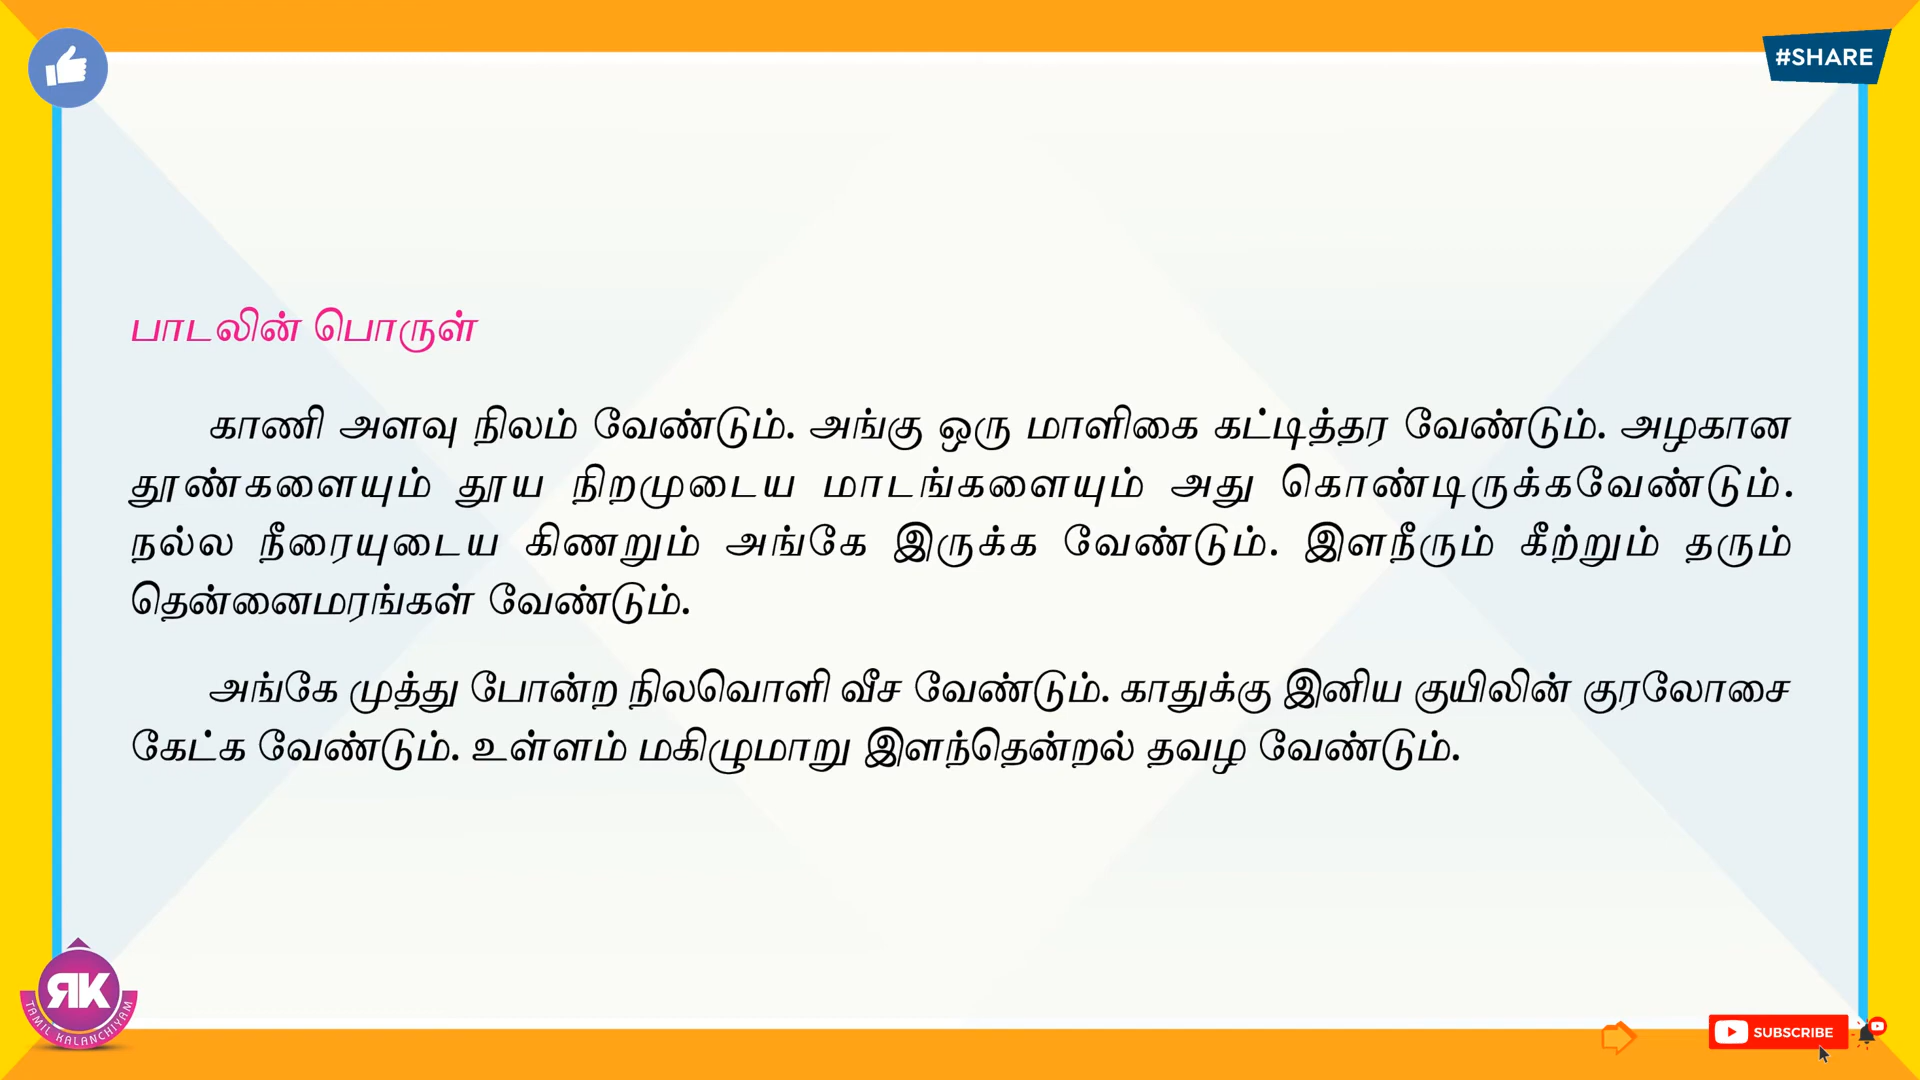 #SHARE
பாடலின் பொருள்
காணி அளவு நிலம் வேண்டும். அங்கு ஒரு மாளிகை கட்டித்தர வேண்டும். அழகான
தூண்களையும் தூய நிறமுடைய மாடங்களையும் அது கொண்டிருக்கவேண்டும்.
நல்ல நீரையுடைய கிணறும் அங்கே இருக்க வேண்டும். இளநீரும் கீற்றும் தரும்
தென்னைமரங்கள் வேண்டும்.
அங்கே முத்து போன்ற நிலவொளி வீச வேண்டும். காதுக்கு இனிய குயிலின் குரலோசை
கேட்க வேண்டும். உள்ளம் மகிழுமாறு இளந்தென்றல் தவழ வேண்டும்.
RK
TAMIL KALANCHIYAM
SUBSCRIBE